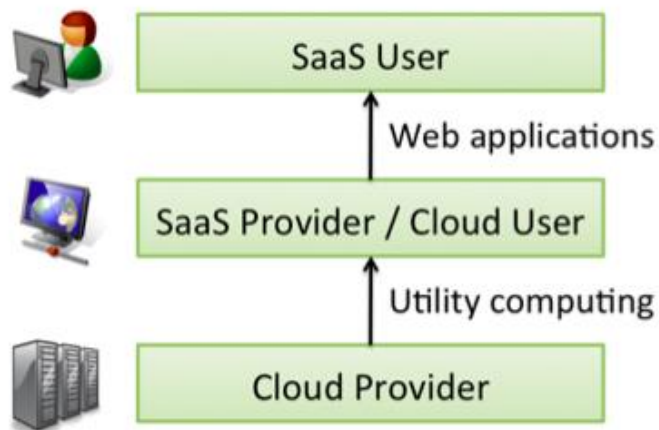 SaaS User
Web applications
SaaS Provider / Cloud User
Utility computing
Cloud Provider